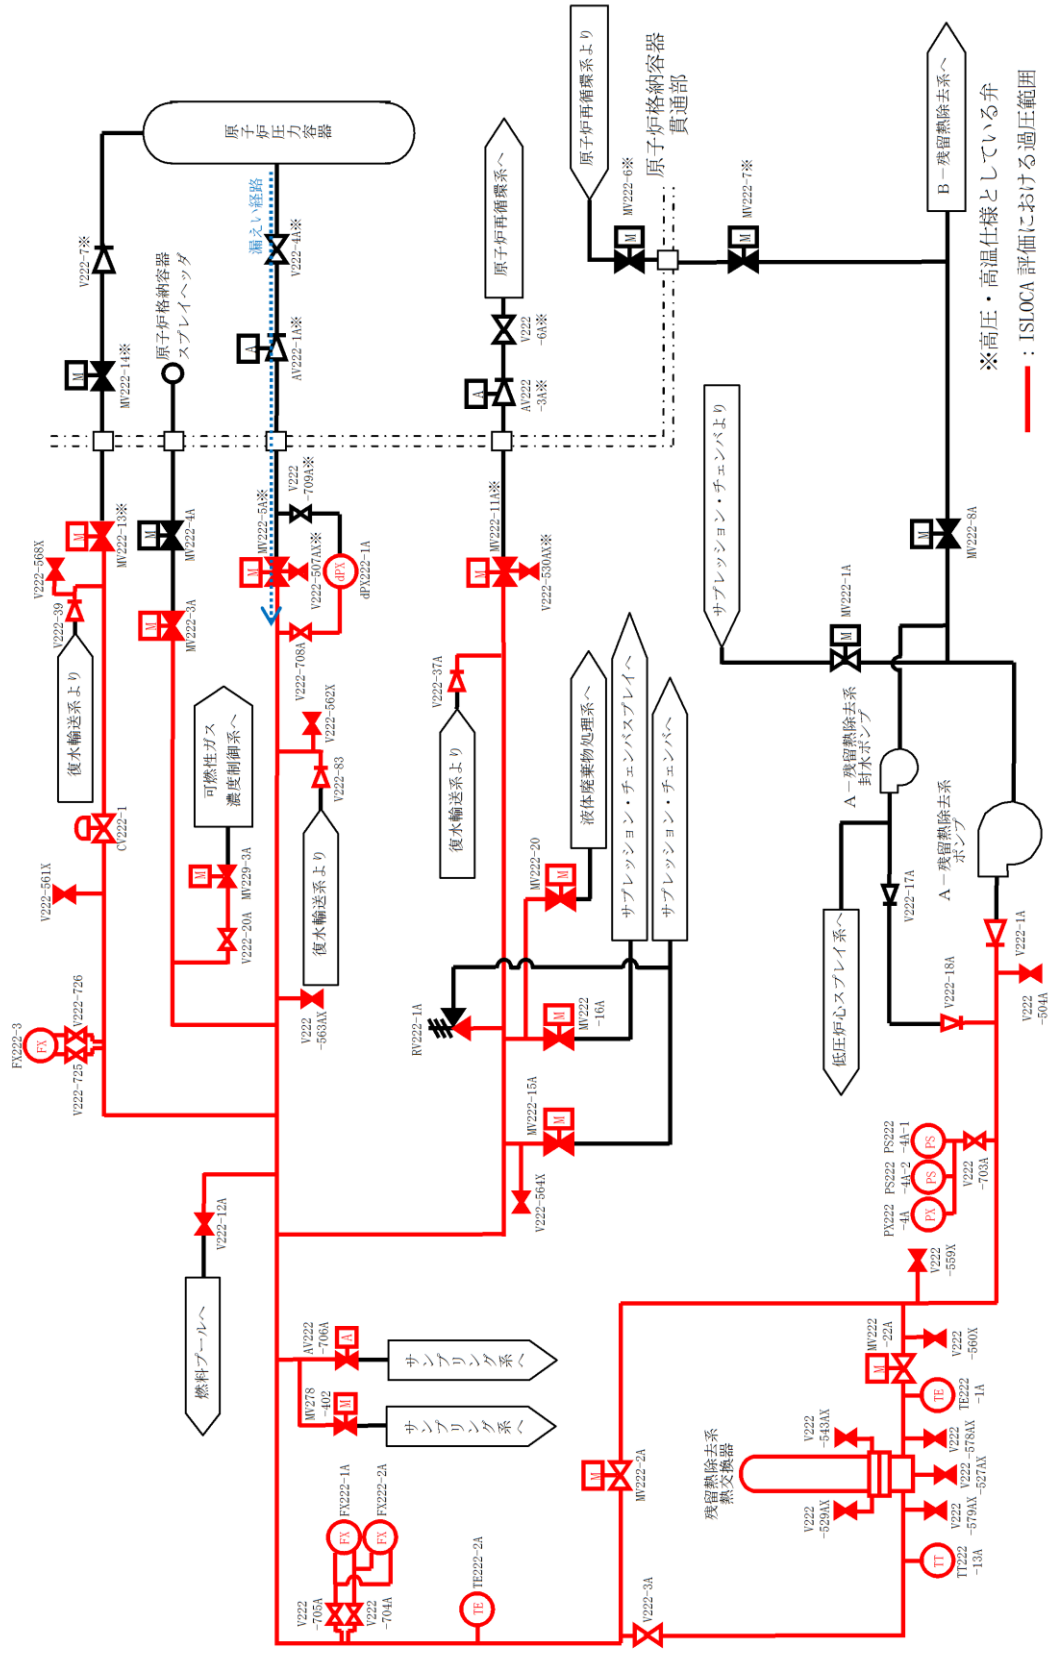 FX222-3
FX
V222-725
V222-726
V222-561X
CV222-1
復水輸送系より
V222-39
V222-568X
M
MV222-13※
M
MV222-14※
V222-7※
原子炉
圧力
容器
燃料プールへ
V222-12A
可燃性ガス
濃度制御系へ
M
MV229-3A
V222-20A
M
MV222-3A
M
MV222-4A
原子炉格納容器
スプレイヘッダ
漏えい経路
V222-4A※
A
AV222-1A※
M
MV222-5A※
V222-507AX※
V222
-709A※
dPX
dPX222-1A
V222-708A
V222-562X
V222-83
復水輸送系より
V222
-563AX
原子炉再循環系へ
V222
-6A※
A
AV222
-3A※
M
MV222-11A※
V222-530AX※
V222-37A
復水輸送系より
RV222-1A
MV222-20
M
液体廃棄物処理系へ
サプレッション・チェンバスプレイへ
サプレッション・チェンバへ
MV222
-16A
M
MV222-15A
M
V222-564X
AV222
-706A
A
サンプリング系へ
MV278
-402
M
サンプリング系へ
FX
FX222-1A
FX
FX222-2A
V222
-705A
V222
-704A
TE
TE222-2A
M
MV222-2A
V222-3A
残留熱除去系
熱交換器
V222
-543AX
V222
-529AX
V222
-578AX
V222
-527AX
V222
-579AX
TT
TT222
-13A
TE
TE222
-1A
M
MV222
-22A
V222
-560X
V222
-559X
PX222
-4A
PX
PS222
-4A-2
PS
PS222
-4A-1
PS
V222
-703A
V222-18A
V222-17A
V222-1A
V222
-504A
低圧炉心スプレイ系へ
A－残留熱除去系
封水ポンプ
A－残留熱除去系
ポンプ
サプレッション・チェンバより
MV222-1A
M
M
MV222-8A
原子炉再循環系より
MV222-6※
M
原子炉格納容器
貫通部
MV222-7※
M
B－残留熱除去系へ
※高圧・高温仕様としている弁
：ISLOCA 評価における過圧範囲